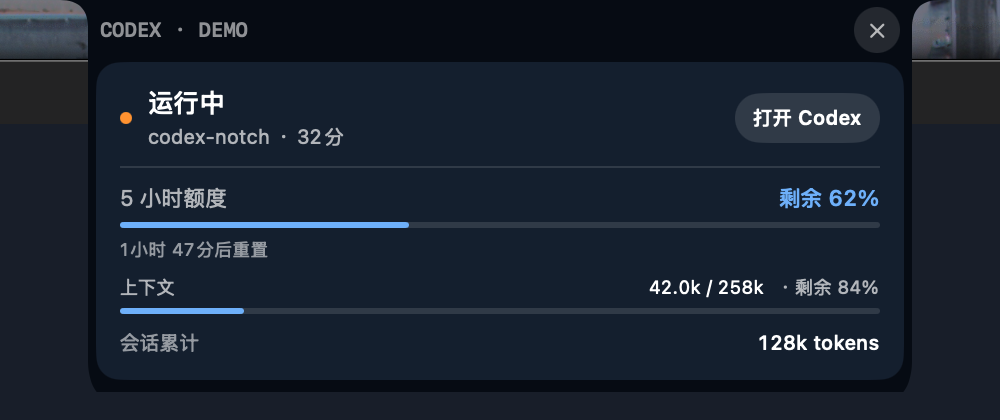 CODEX · DEMO
运行中
codex-notch · 32分
打开 Codex
5 小时额度
剩余 62%
1小时 47分后重置
上下文
42.0k / 258k · 剩余 84%
会话累计
128k tokens